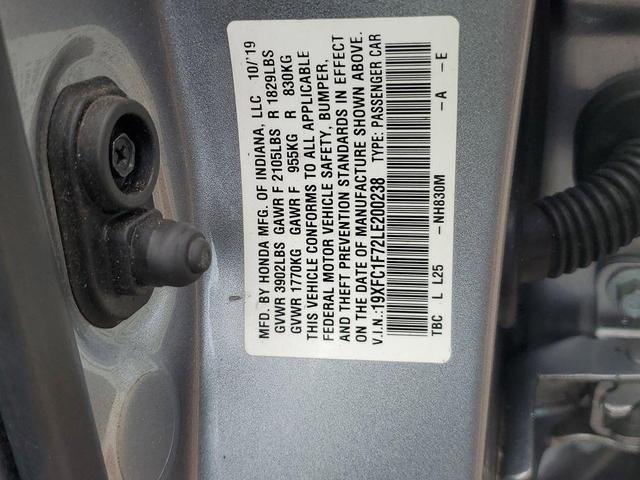 MFD. BY HONDA MFG. OF INDIANA, LLC 10/'19
GVWR 3902LBS GAWR F 2105LBS R 1829LBS
GVWR 1770KG GAWR F 955KG R 830KG
THIS VEHICLE CONFORMS TO ALL APPLICABLE
FEDERAL MOTOR VEHICLE SAFETY, BUMPER,
AND THEFT PREVENTION STANDARDS IN EFFECT
ON THE DATE OF MANUFACTURE SHOWN ABOVE.
V.I.N.: 19XFC1F72LE200238 TYPE: PASSENGER CAR
TBC L L25 -NH830M -A -E